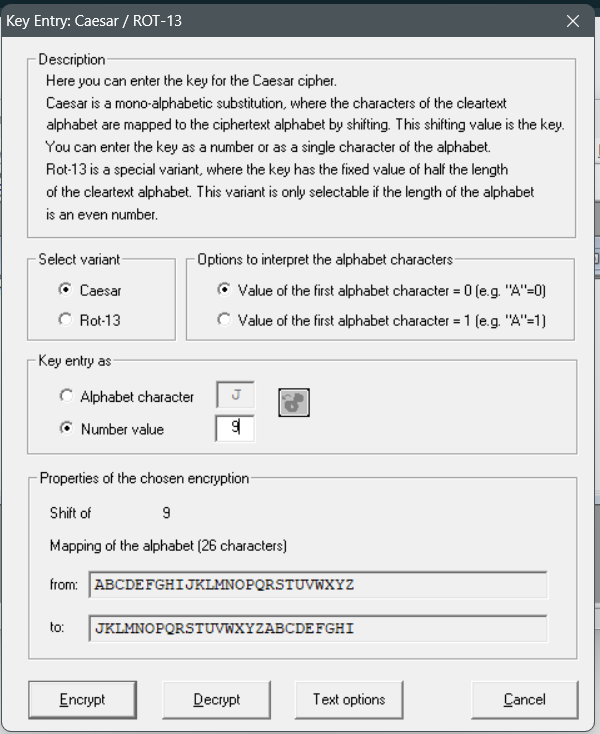 Key Entry: Caesar / ROT-13
Description
Here you can enter the key for the Caesar cipher.
Caesar is a mono-alphabetic substitution, where the characters of the cleartext
alphabet are mapped to the ciphertext alphabet by shifting. This shifting value is the key.
You can enter the key as a number or as a single character of the alphabet.
Rot-13 is a special variant, where the key has the fixed value of half the length
of the cleartext alphabet. This variant is only selectable if the length of the alphabet
is an even number.
Select variant
Caesar
Rot-13
Options to interpret the alphabet characters
Value of the first alphabet character = 0 (e.g. "A"=0)
Value of the first alphabet character = 1 (e.g. "A"=1)
Key entry as
Alphabet character J
Number value 9
Properties of the chosen encryption
Shift of 9
Mapping of the alphabet (26 characters)
from: ABCDEFGHIJKLMNOPQRSTUVWXYZ
to: JKLMNOPQRSTUVWXYZABCDEFGHI
Encrypt Decrypt Text options Cancel